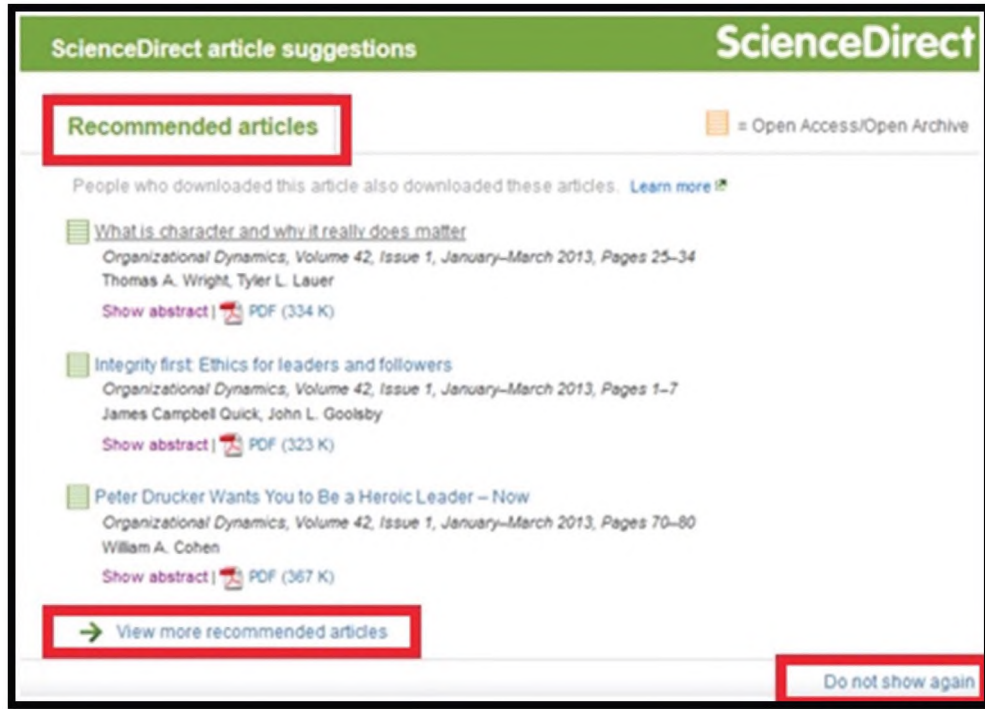 ScienceDirect article suggestions ScienceDirect
Recommended articles = Open Access/Open Archive
People who downloaded this article also downloaded these articles. Learn more
What is character and why it really does matter
Organizational Dynamics, Volume 42, Issue 1, January–March 2013, Pages 25–34
Thomas A. Wright, Tyler L. Lauer
Show abstract | PDF (334 K)
Integrity first: Ethics for leaders and followers
Organizational Dynamics, Volume 42, Issue 1, January–March 2013, Pages 1–7
James Campbell Quick, John L. Goolsby
Show abstract | PDF (323 K)
Peter Drucker Wants You to Be a Heroic Leader – Now
Organizational Dynamics, Volume 42, Issue 1, January–March 2013, Pages 70–80
William A. Cohen
Show abstract | PDF (367 K)
View more recommended articles
Do not show again